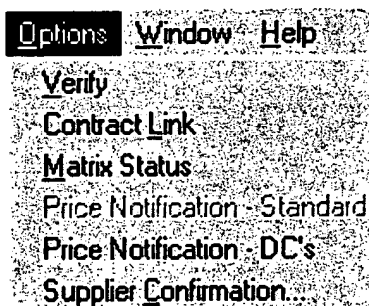 Options Window Help
Verify
Contract Link
Matrix Status
Price Notification - Standard
Price Notification - DC's
Supplier Confirmation...